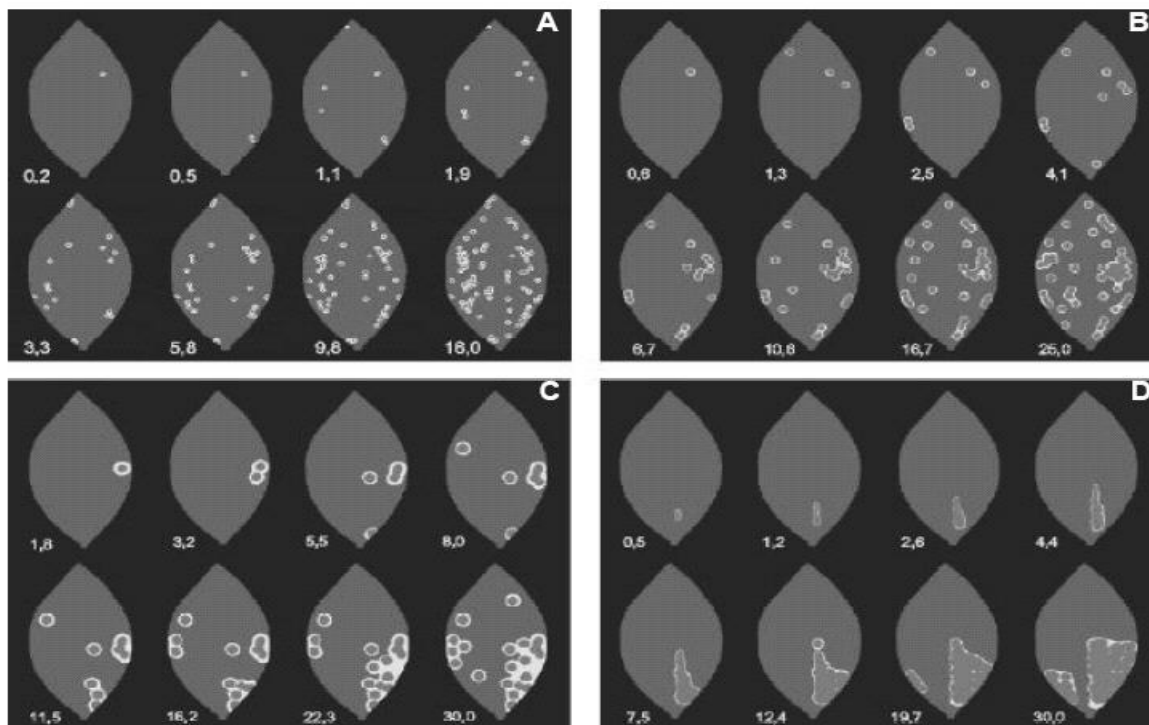 A
0,2 0,5 1,1 1,9
3,3 5,8 9,8 16,0
B
0,6 1,3 2,5 4,1
6,7 10,8 16,7 25,0
C
1,8 3,2 5,5 8,0
11,5 16,2 22,3 30,0
D
0,5 1,2 2,6 4,4
7,5 12,4 19,7 30,0